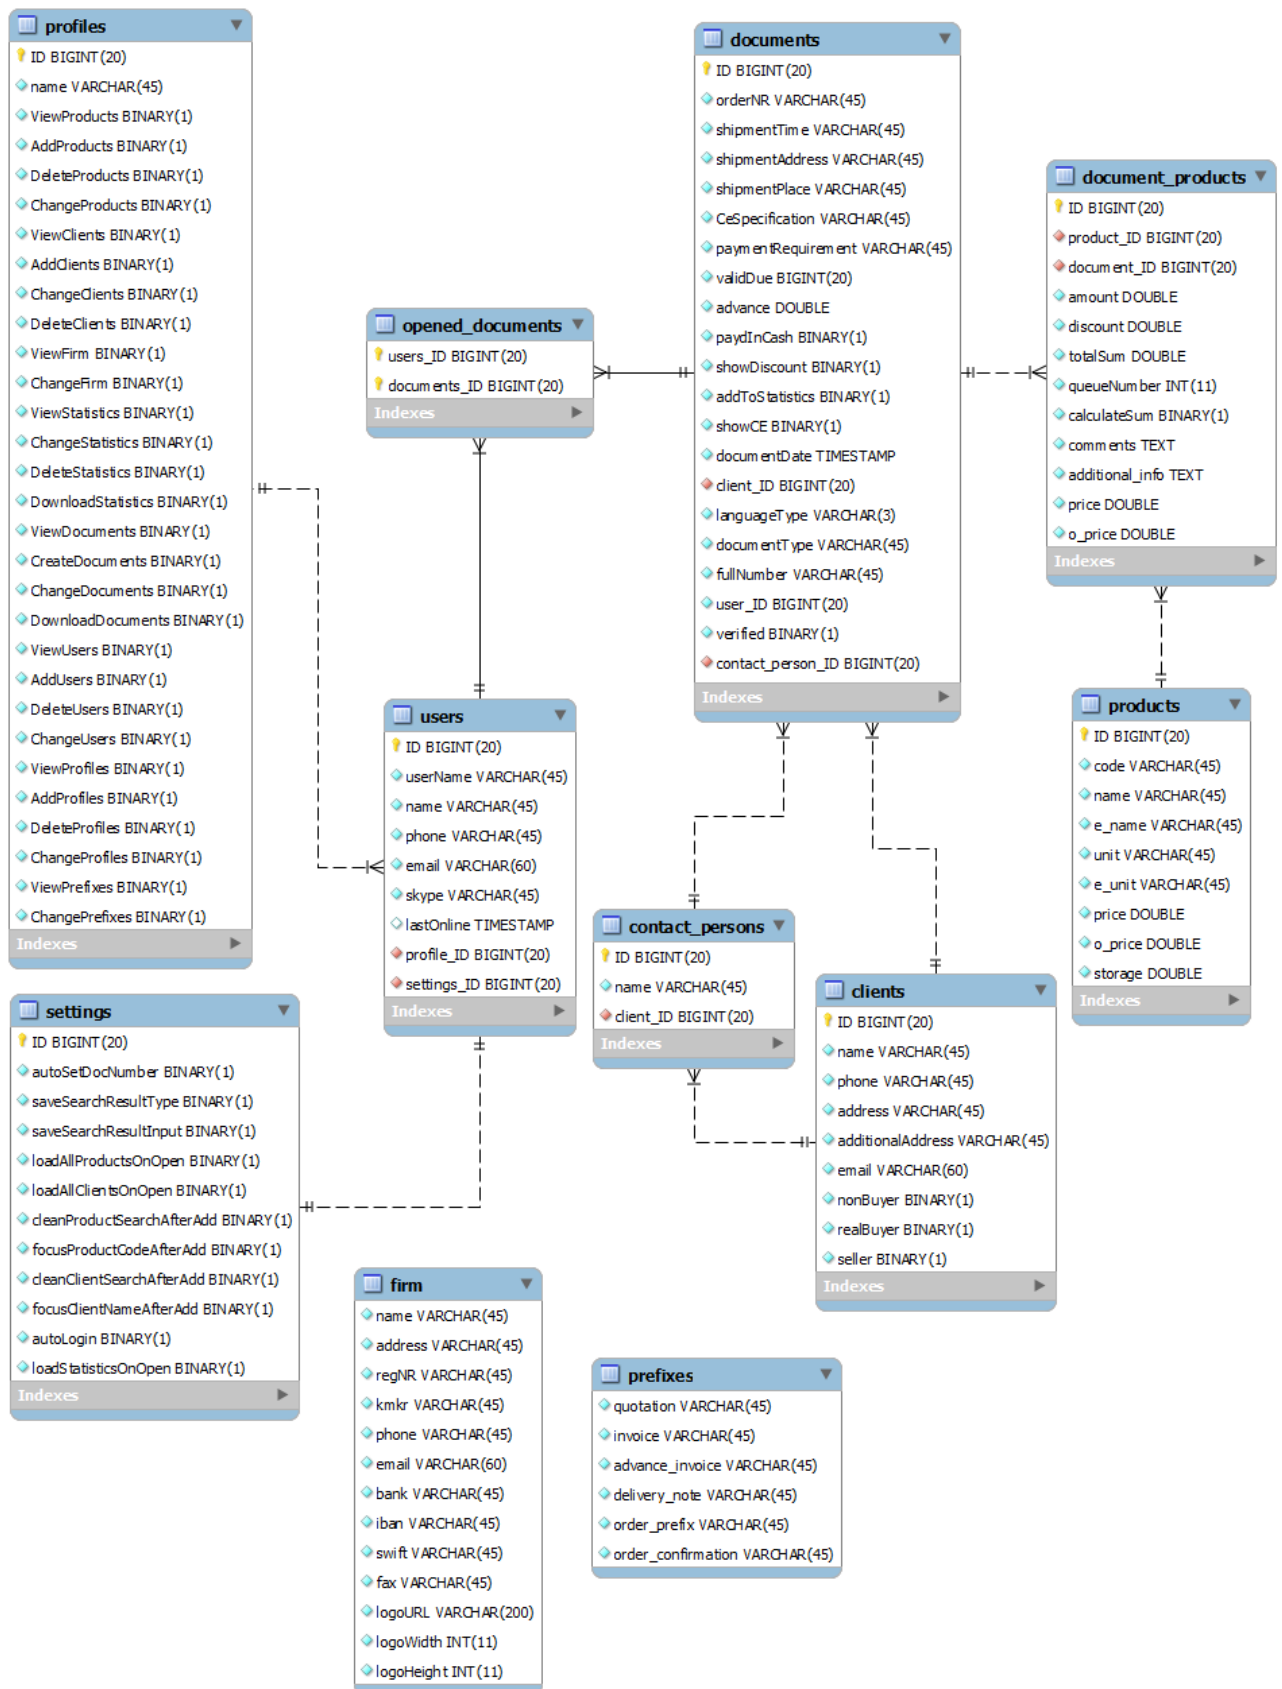 profiles
ID BIGINT(20)
name VARCHAR(45)
ViewProducts BINARY(1)
AddProducts BINARY(1)
DeleteProducts BINARY(1)
ChangeProducts BINARY(1)
ViewClients BINARY(1)
AddClients BINARY(1)
ChangeClients BINARY(1)
DeleteClients BINARY(1)
ViewFirm BINARY(1)
ChangeFirm BINARY(1)
ViewStatistics BINARY(1)
ChangeStatistics BINARY(1)
DeleteStatistics BINARY(1)
DownloadStatistics BINARY(1)
ViewDocuments BINARY(1)
CreateDocuments BINARY(1)
ChangeDocuments BINARY(1)
DownloadDocuments BINARY(1)
ViewUsers BINARY(1)
AddUsers BINARY(1)
DeleteUsers BINARY(1)
ChangeUsers BINARY(1)
ViewProfiles BINARY(1)
AddProfiles BINARY(1)
DeleteProfiles BINARY(1)
ChangeProfiles BINARY(1)
ViewPrefixes BINARY(1)
ChangePrefixes BINARY(1)
Indexes
opened_documents
users_ID BIGINT(20)
documents_ID BIGINT(20)
Indexes
documents
ID BIGINT(20)
orderNR VARCHAR(45)
shipmentTime VARCHAR(45)
shipmentAddress VARCHAR(45)
shipmentPlace VARCHAR(45)
CeSpecification VARCHAR(45)
paymentRequirement VARCHAR(45)
validDue BIGINT(20)
advance DOUBLE
paydInCash BINARY(1)
showDiscount BINARY(1)
addToStatistics BINARY(1)
showCE BINARY(1)
documentDate TIMESTAMP
client_ID BIGINT(20)
languageType VARCHAR(3)
documentType VARCHAR(45)
fullNumber VARCHAR(45)
user_ID BIGINT(20)
verified BINARY(1)
contact_person_ID BIGINT(20)
Indexes
document_products
ID BIGINT(20)
product_ID BIGINT(20)
document_ID BIGINT(20)
amount DOUBLE
discount DOUBLE
totalSum DOUBLE
queueNumber INT(11)
calculateSum BINARY(1)
comments TEXT
additional_info TEXT
price DOUBLE
o_price DOUBLE
Indexes
users
ID BIGINT(20)
userName VARCHAR(45)
name VARCHAR(45)
phone VARCHAR(45)
email VARCHAR(60)
skype VARCHAR(45)
lastOnline TIMESTAMP
profile_ID BIGINT(20)
settings_ID BIGINT(20)
Indexes
products
ID BIGINT(20)
code VARCHAR(45)
name VARCHAR(45)
e_name VARCHAR(45)
unit VARCHAR(45)
e_unit VARCHAR(45)
price DOUBLE
o_price DOUBLE
storage DOUBLE
Indexes
contact_persons
ID BIGINT(20)
name VARCHAR(45)
client_ID BIGINT(20)
Indexes
clients
ID BIGINT(20)
name VARCHAR(45)
phone VARCHAR(45)
address VARCHAR(45)
additionalAddress VARCHAR(45)
email VARCHAR(60)
nonBuyer BINARY(1)
realBuyer BINARY(1)
seller BINARY(1)
Indexes
settings
ID BIGINT(20)
autoSetDocNumber BINARY(1)
saveSearchResultType BINARY(1)
saveSearchResultInput BINARY(1)
loadAllProductsOnOpen BINARY(1)
loadAllClientsOnOpen BINARY(1)
cleanProductSearchAfterAdd BINARY(1)
focusProductCodeAfterAdd BINARY(1)
cleanClientSearchAfterAdd BINARY(1)
focusClientNameAfterAdd BINARY(1)
autoLogin BINARY(1)
loadStatisticsOnOpen BINARY(1)
Indexes
firm
name VARCHAR(45)
address VARCHAR(45)
regNR VARCHAR(45)
kmkr VARCHAR(45)
phone VARCHAR(45)
email VARCHAR(60)
bank VARCHAR(45)
iban VARCHAR(45)
swift VARCHAR(45)
fax VARCHAR(45)
logoURL VARCHAR(200)
logoWidth INT(11)
logoHeight INT(11)
prefixes
quotation VARCHAR(45)
invoice VARCHAR(45)
advance_invoice VARCHAR(45)
delivery_note VARCHAR(45)
order_prefix VARCHAR(45)
order_confirmation VARCHAR(45)